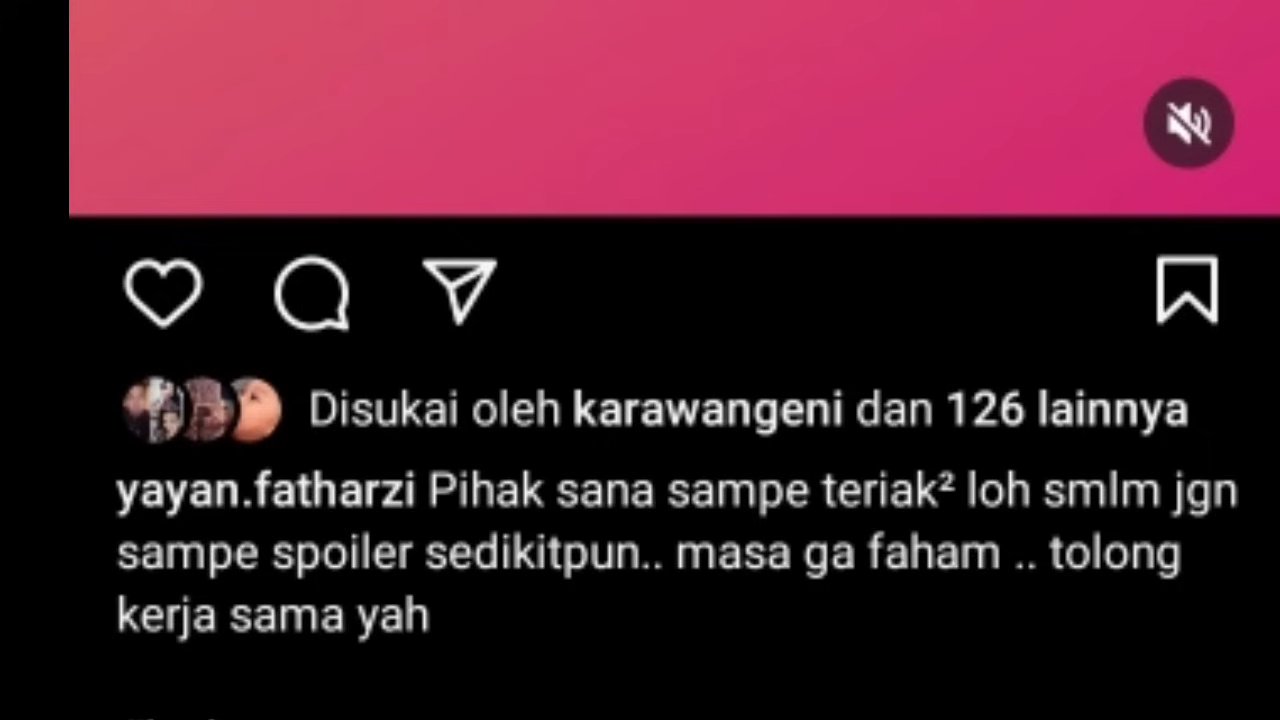 Disukai oleh karawangeni dan 126 lainnya
yayan.fatharzi Pihak sana sampe teriak² loh smlm jgn
sampe spoiler sedikitpun.. masa ga faham .. tolong
kerja sama yah